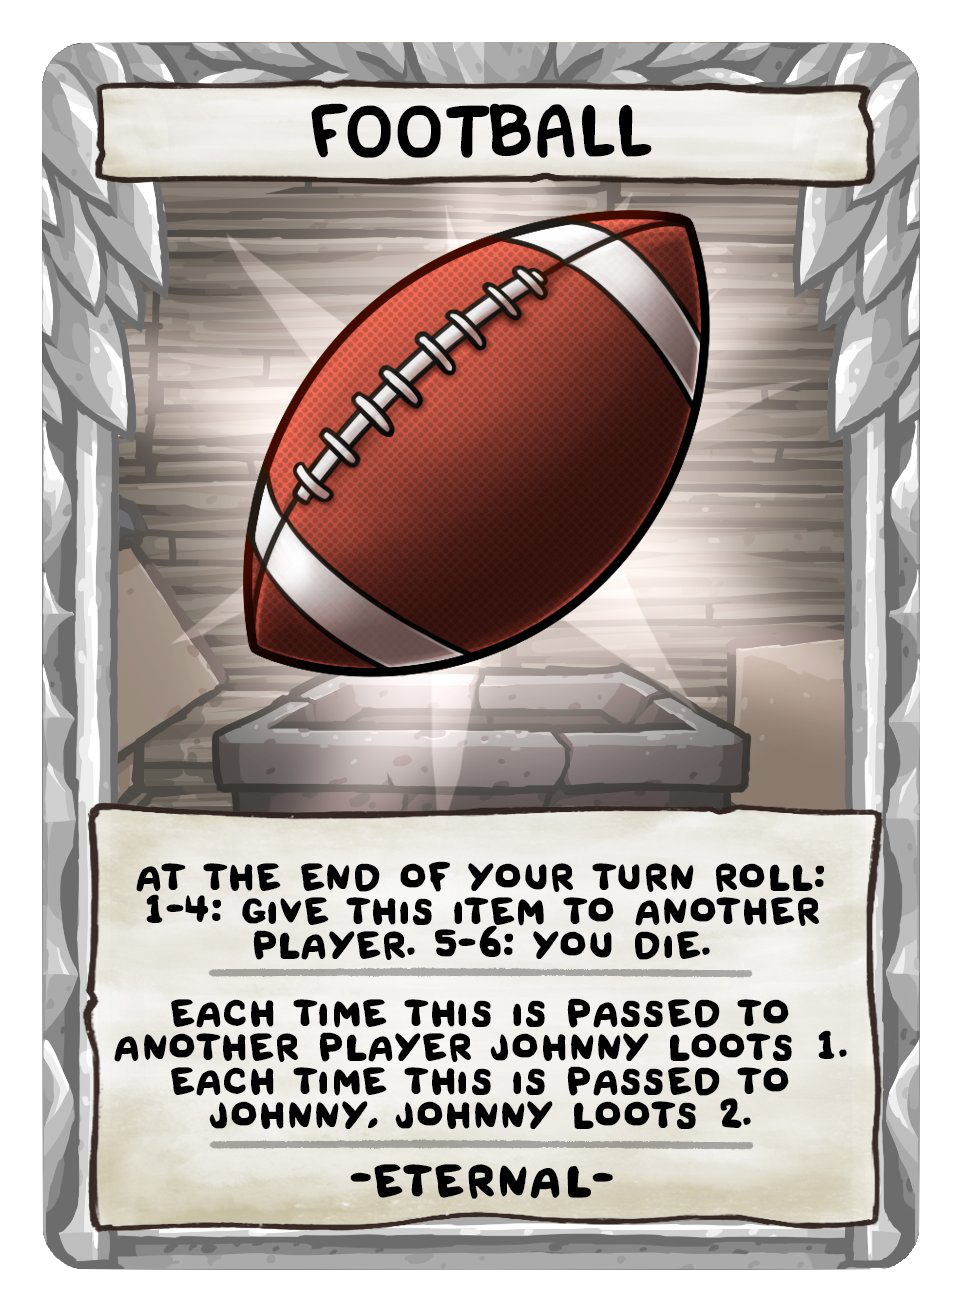 FOOTBALL
AT THE END OF YOUR TURN ROLL:
1-4: GIVE THIS ITEM TO ANOTHER
PLAYER. 5-6: YOU DIE.
EACH TIME THIS IS PASSED TO
ANOTHER PLAYER JOHNNY LOOTS 1.
EACH TIME THIS IS PASSED TO
JOHNNY, JOHNNY LOOTS 2.
-ETERNAL-